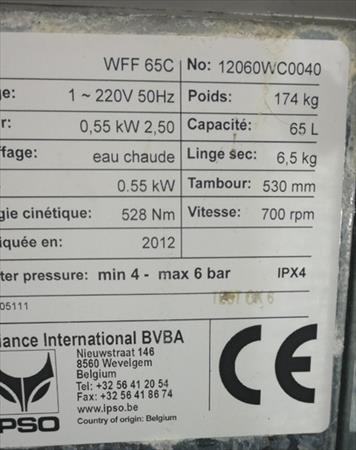 WFF 65C No: 12060WC0040
ge: 1 ~ 220V 50Hz Poids: 174 kg
r: 0,55 kW 2,50 Capacité: 65 L
ffage: eau chaude Linge sec: 6,5 kg
0.55 kW Tambour: 530 mm
gie cinétique: 528 Nm Vitesse: 700 rpm
iquée en: 2012
ter pressure: min 4 - max 6 bar IPX4
05111
TEST OK 6
iance International BVBA
Nieuwstraat 146
8560 Wevelgem
Belgium
Tel: +32 56 41 20 54
Fax: +32 56 41 86 74
www.ipso.be
Country of origin: Belgium
IPSO
CE